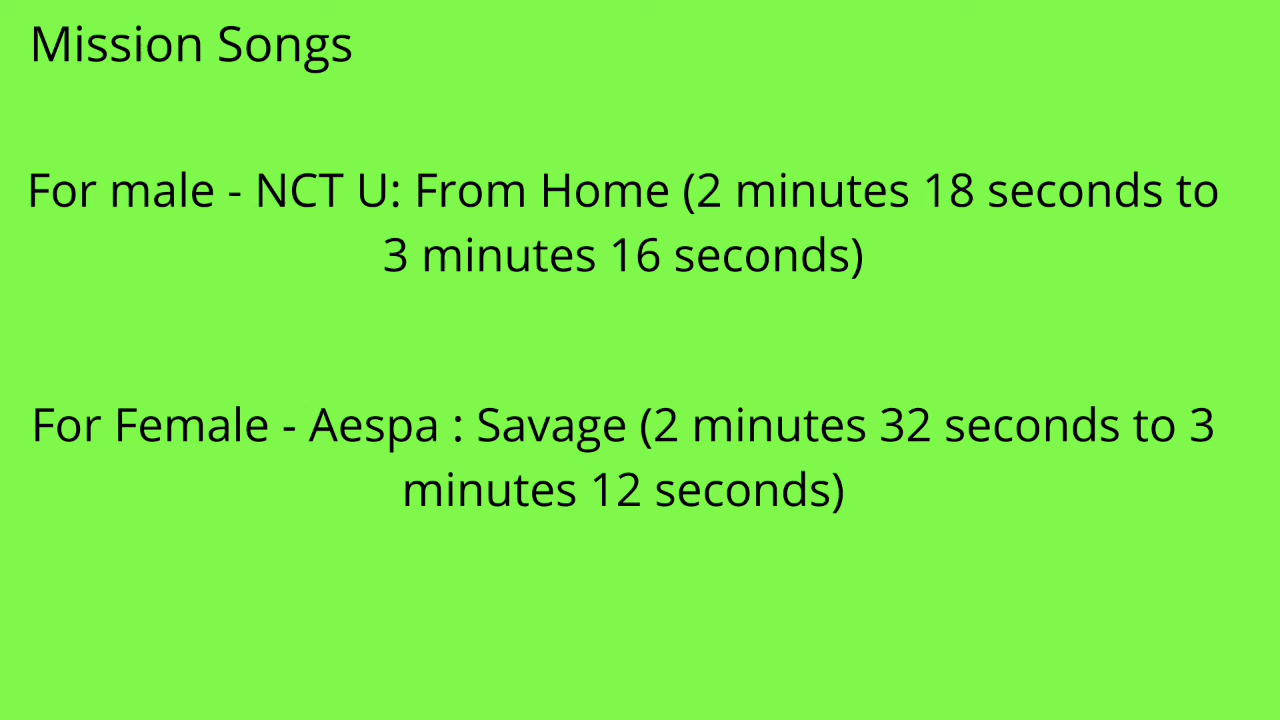 Mission Songs
For male - NCT U: From Home (2 minutes 18 seconds to
3 minutes 16 seconds)
For Female - Aespa : Savage (2 minutes 32 seconds to 3
minutes 12 seconds)